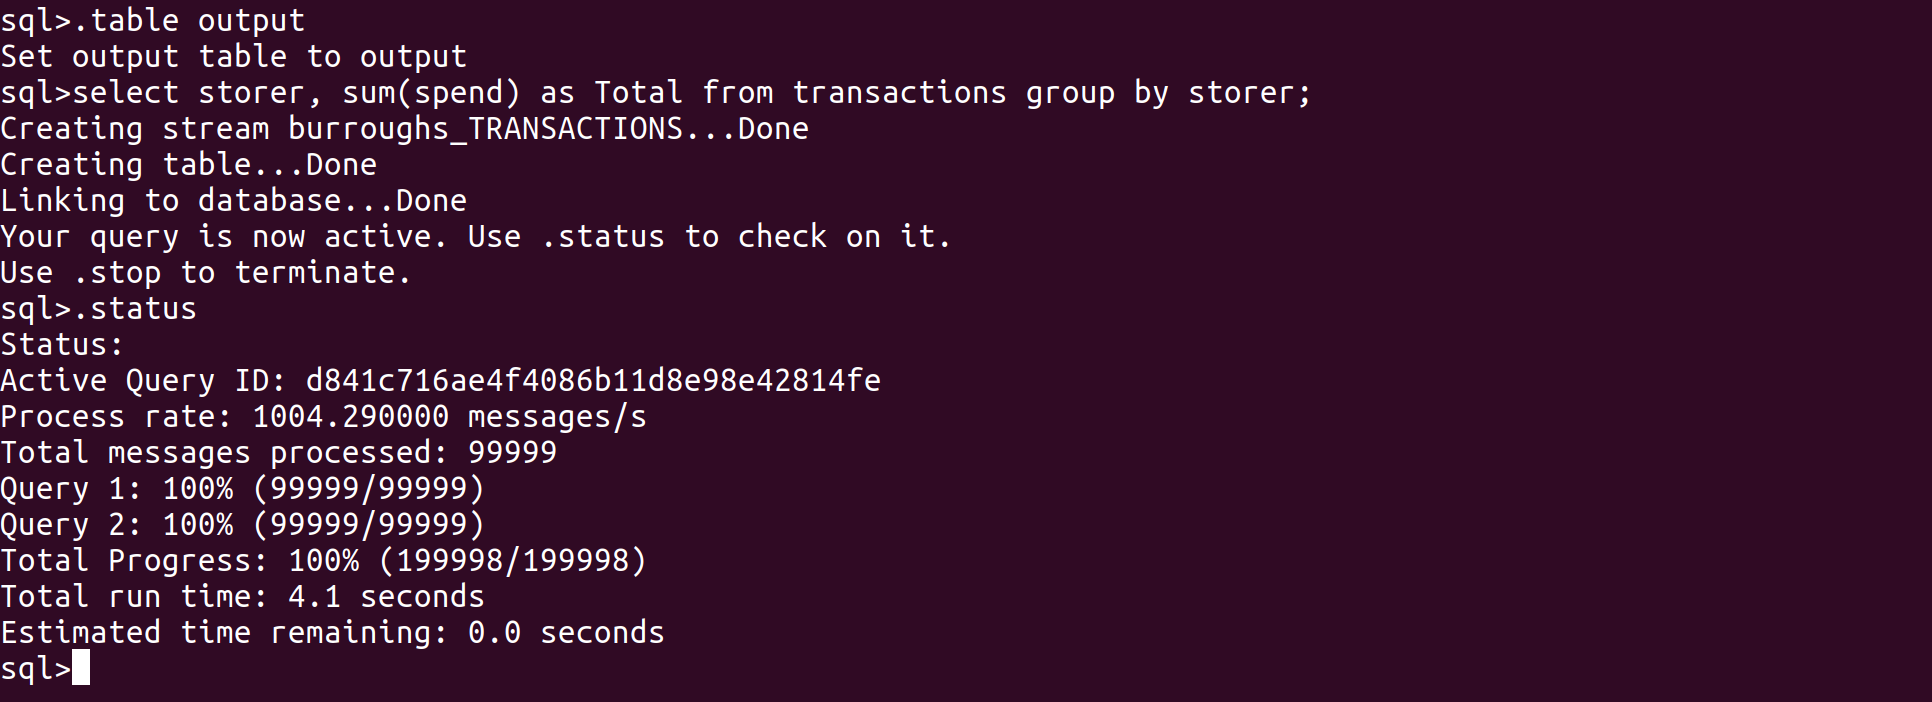 sql>.table output
Set output table to output
sql>select storer, sum(spend) as Total from transactions group by storer;
Creating stream burroughs_TRANSACTIONS...Done
Creating table...Done
Linking to database...Done
Your query is now active. Use .status to check on it.
Use .stop to terminate.
sql>.status
Status:
Active Query ID: d841c716ae4f4086b11d8e98e42814fe
Process rate: 1004.290000 messages/s
Total messages processed: 99999
Query 1: 100% (99999/99999)
Query 2: 100% (99999/99999)
Total Progress: 100% (199998/199998)
Total run time: 4.1 seconds
Estimated time remaining: 0.0 seconds
sql>